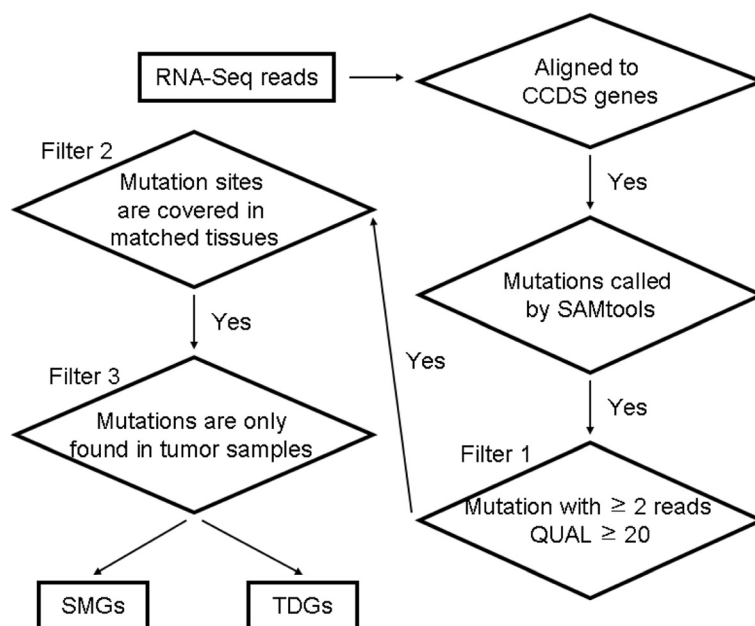 RNA-Seq reads
Aligned to
CCDS genes
Yes
Mutations called
by SAMtools
Yes
Filter 1
Mutation with ≥ 2 reads
QUAL ≥ 20
Yes
Filter 2
Mutation sites
are covered in
matched tissues
Yes
Filter 3
Mutations are only
found in tumor samples
SMGs
TDGs